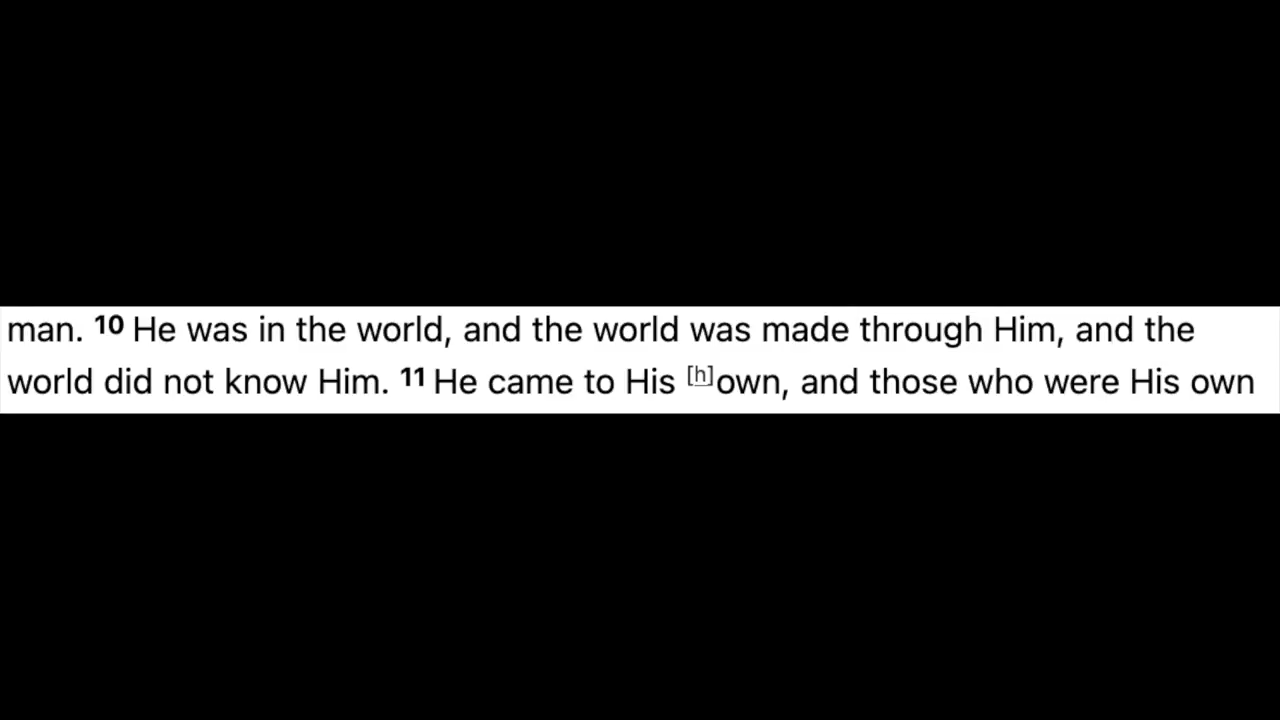 man. 10 He was in the world, and the world was made through Him, and the
world did not know Him. 11 He came to His [h]own, and those who were His own